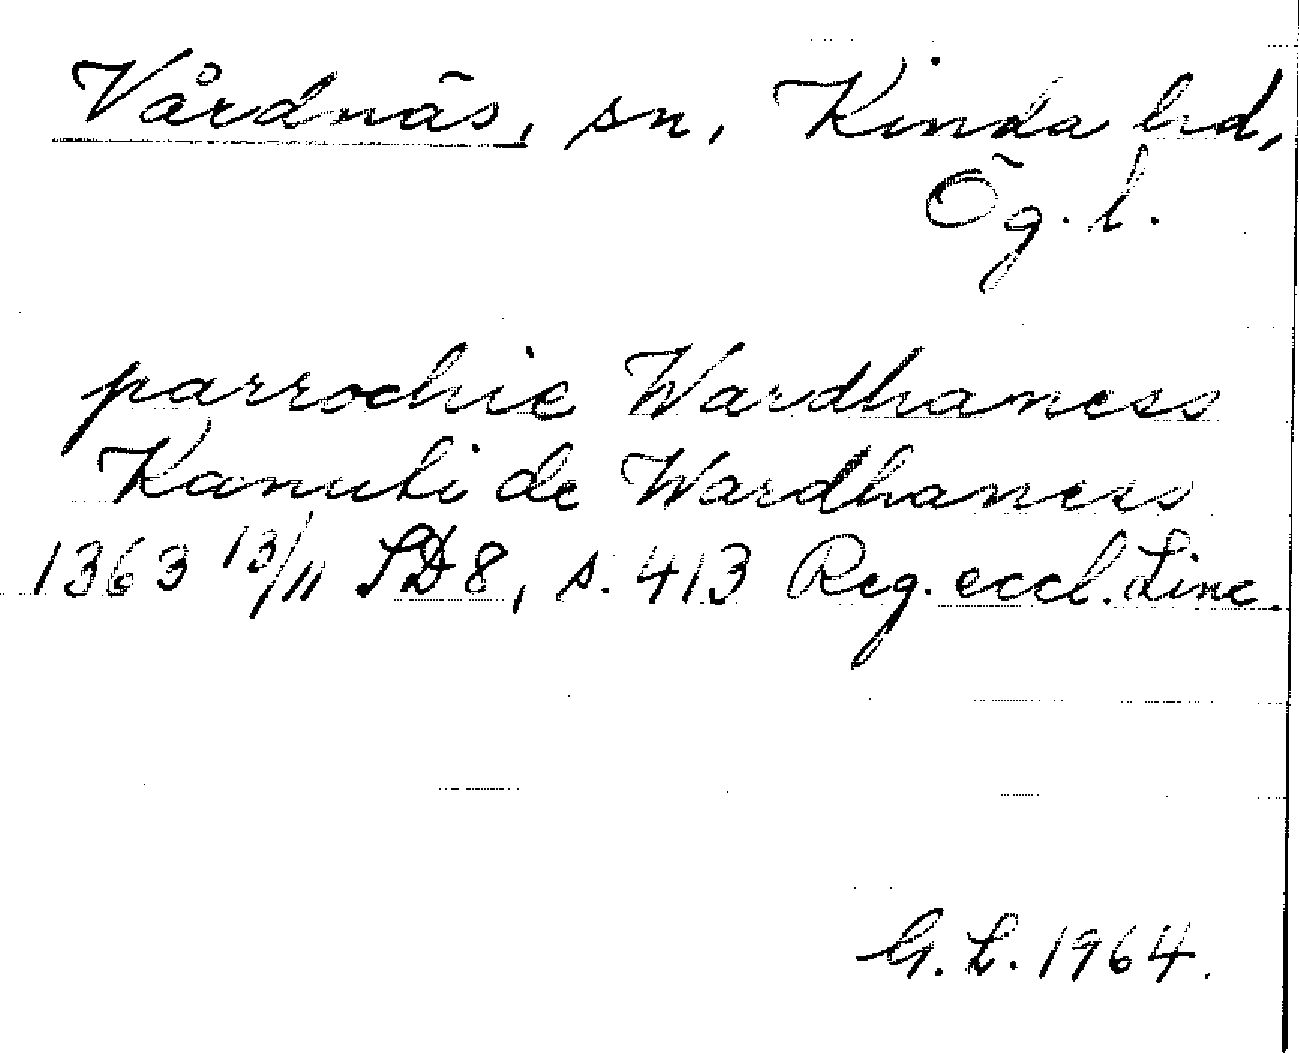 Vårdnäs, sn, Kinda hd,
Ög. l.
parrochie Wardhaness
Kanuti de Wardhaness
1363 13/11 SD 8, s. 413 Reg. eccl. Linc.
G. L. 1964.